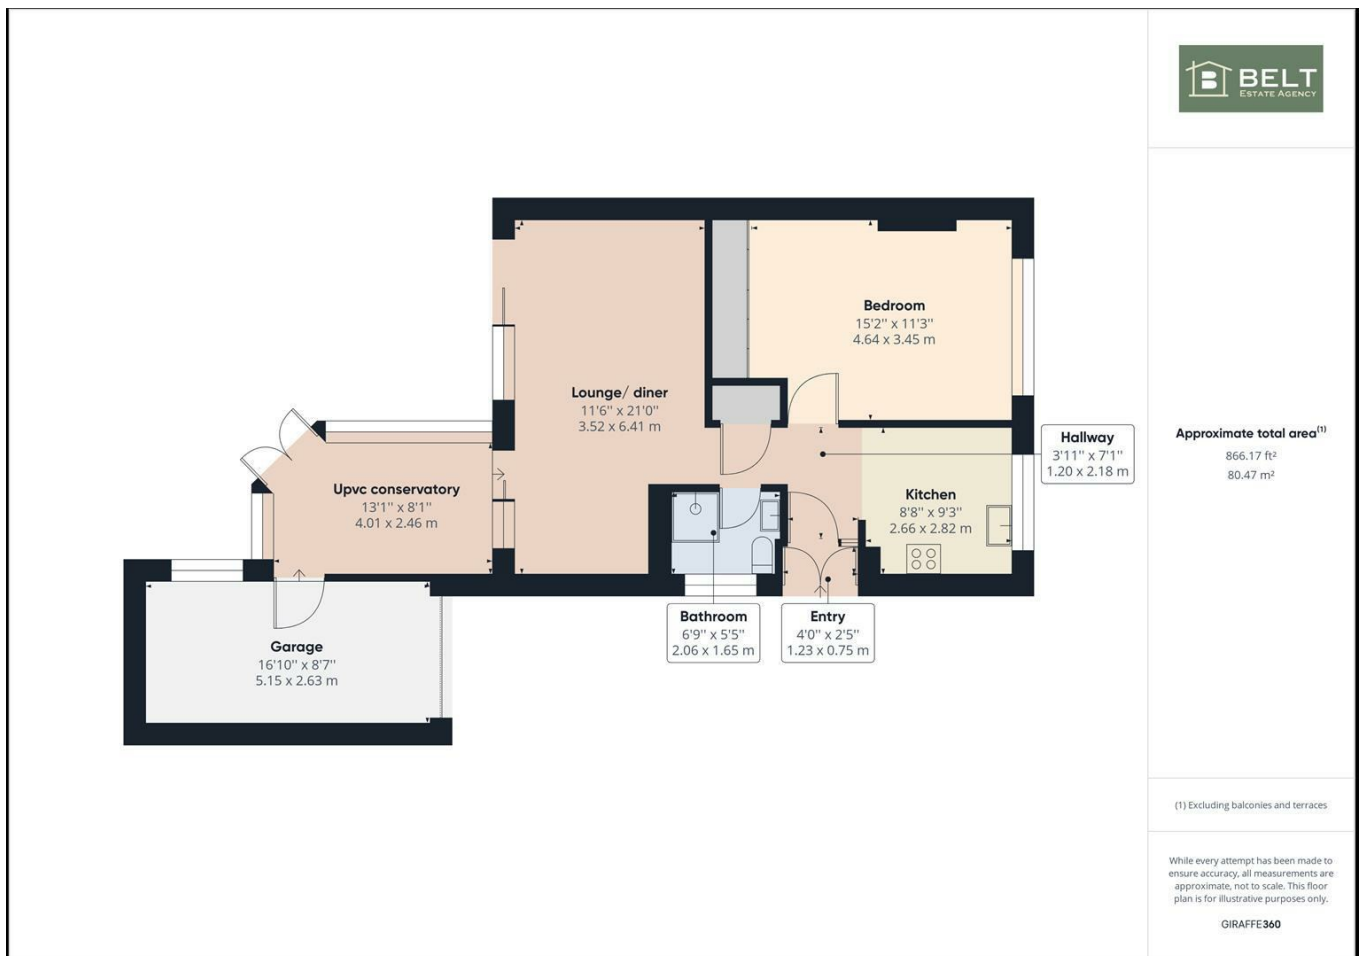 B BELT
ESTATE AGENCY
Bedroom
15'2'' x 11'3''
4.64 x 3.45 m
Lounge/ diner
11'6'' x 21'0''
3.52 x 6.41 m
Hallway
3'11'' x 7'1''
1.20 x 2.18 m
Upvc conservatory
13'1'' x 8'1''
4.01 x 2.46 m
Kitchen
8'8'' x 9'3''
2.66 x 2.82 m
Bathroom
6'9'' x 5'5''
2.06 x 1.65 m
Entry
4'0'' x 2'5''
1.23 x 0.75 m
Garage
16'10'' x 8'7''
5.15 x 2.63 m
Approximate total area(1)
866.17 ft²
80.47 m²
(1) Excluding balconies and terraces
While every attempt has been made to
ensure accuracy, all measurements are
approximate, not to scale. This floor
plan is for illustrative purposes only.
GIRAFFE360